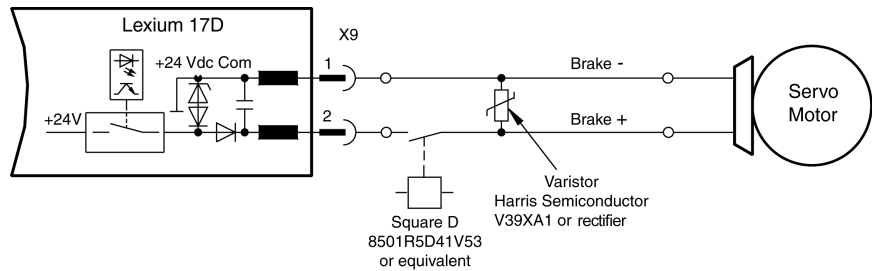 Lexium 17D
X9
+24 Vdc Com
1
Brake -
+24V
2
Brake +
Servo
Motor
Varistor
Harris Semiconductor
V39XA1 or rectifier
Square D
8501R5D41V53
or equivalent